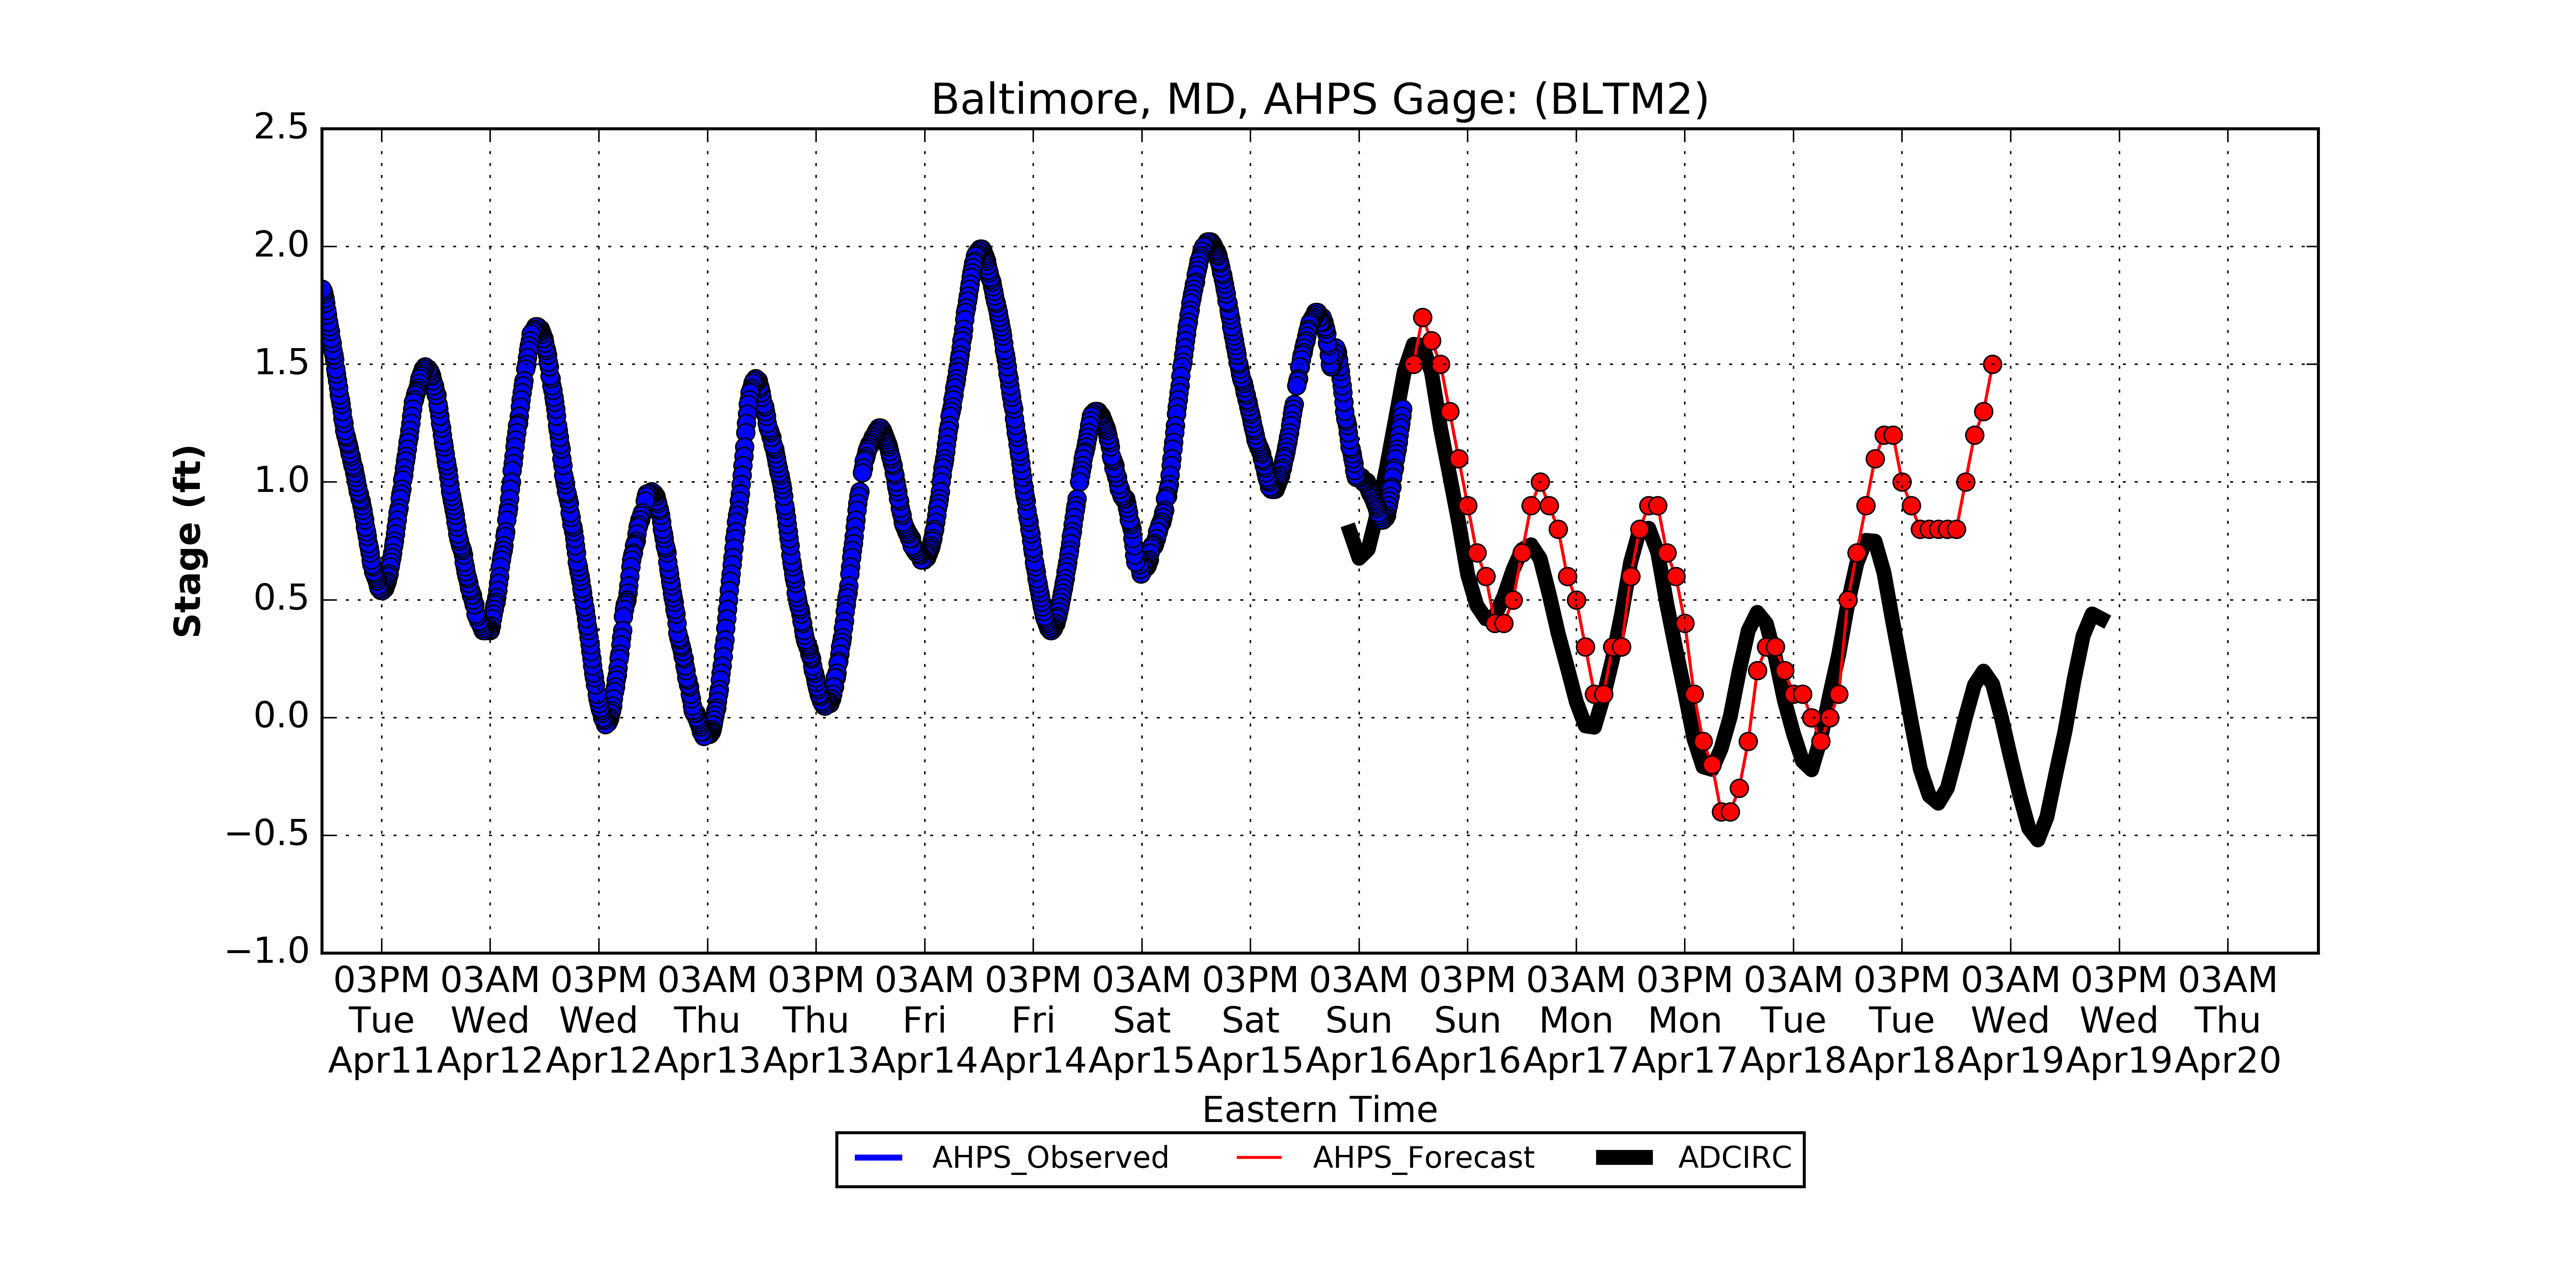 Baltimore, MD, AHPS Gage: (BLTM2)
2.5
2.0
1.5
1.0
0.5
0.0
−0.5
−1.0
Stage (ft)
03PM 03AM 03PM 03AM 03PM 03AM 03PM 03AM 03PM 03AM 03PM 03AM 03PM 03AM 03PM 03AM 03PM 03AM
Tue Wed Wed Thu Thu Fri Fri Sat Sat Sun Sun Mon Mon Tue Tue Wed Wed Thu
Apr11 Apr12 Apr12 Apr13 Apr13 Apr14 Apr14 Apr15 Apr15 Apr16 Apr16 Apr17 Apr17 Apr18 Apr18 Apr19 Apr19 Apr20
Eastern Time
AHPS_Observed AHPS_Forecast ADCIRC